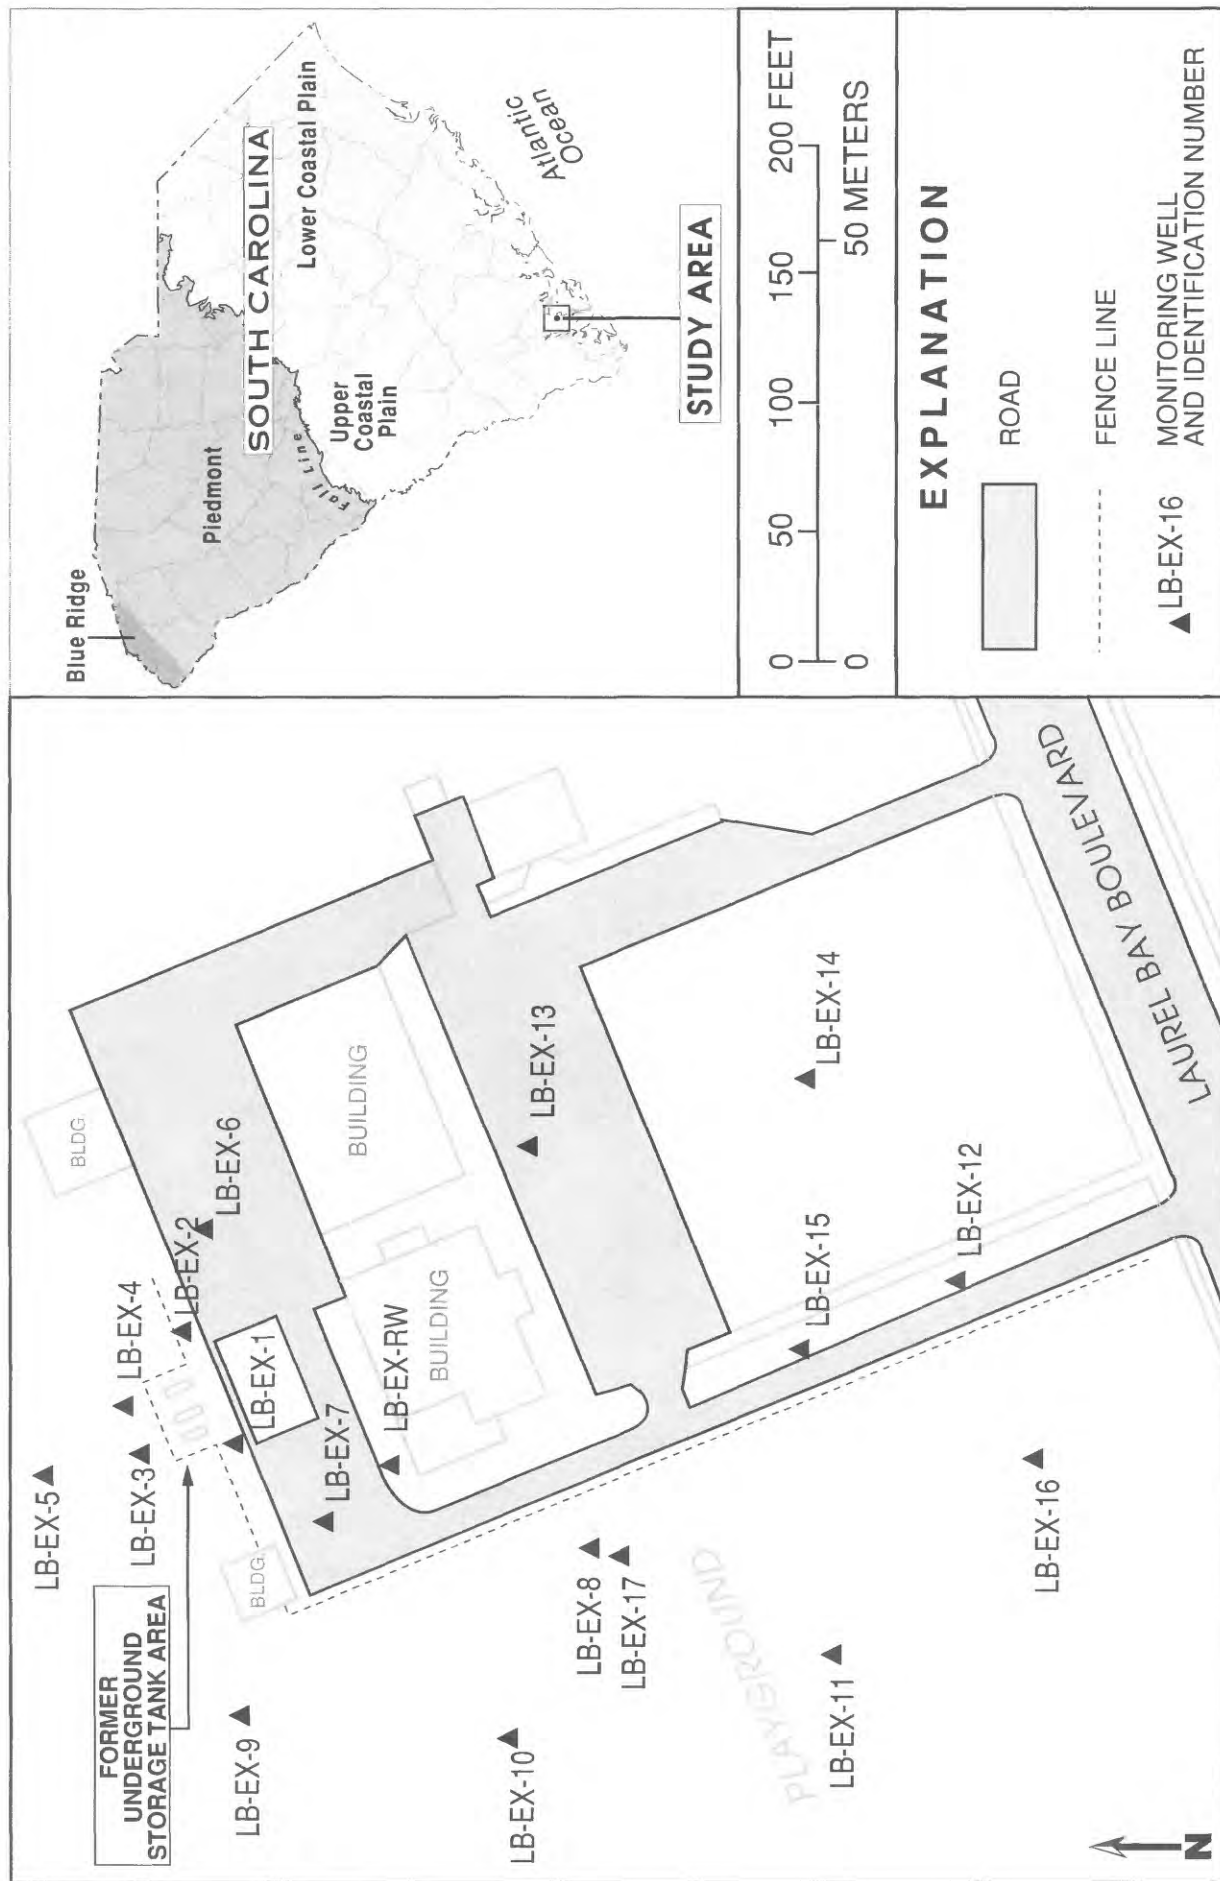 Blue Ridge
Piedmont
SOUTH CAROLINA
Fall Line
Upper
Coastal
Plain
Lower Coastal Plain
Atlantic
Ocean
STUDY AREA
0 50 100 150 200 FEET
0 50 METERS
EXPLANATION
ROAD
FENCE LINE
LB-EX-16
MONITORING WELL
AND IDENTIFICATION NUMBER
FORMER
UNDERGROUND
STORAGE TANK AREA
LB-EX-5
LB-EX-3
LB-EX-4
LB-EX-2
LB-EX-6
LB-EX-1
LB-EX-7
LB-EX-RW
LB-EX-9
LB-EX-10
LB-EX-8
LB-EX-17
LB-EX-11
LB-EX-16
LB-EX-13
LB-EX-14
LB-EX-15
LB-EX-12
BLDG.
BLDG.
BUILDING
BUILDING
PLAYGROUND
LAUREL BAY BOULEVARD
N